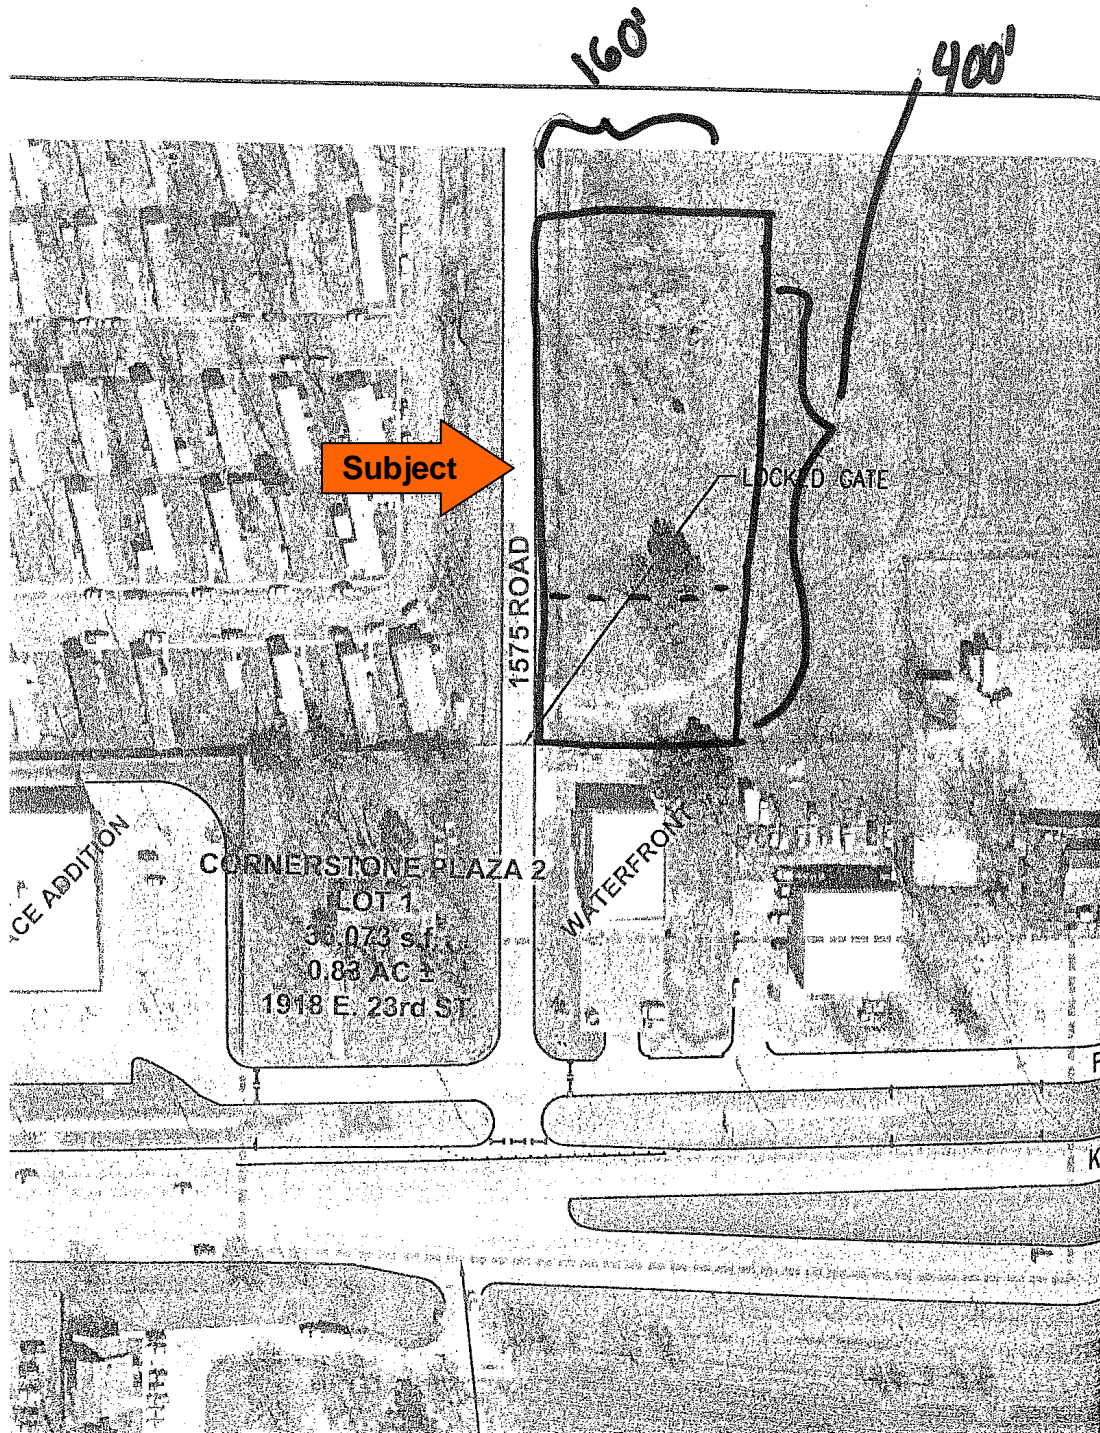 160'
400'
Subject
LOCKED GATE
1575 ROAD
CORNERSTONE PLAZA 2
LOT 1
0.83 AC ±
1918 E. 23rd ST.
WATERFRONT
ACE ADDITION
F
K